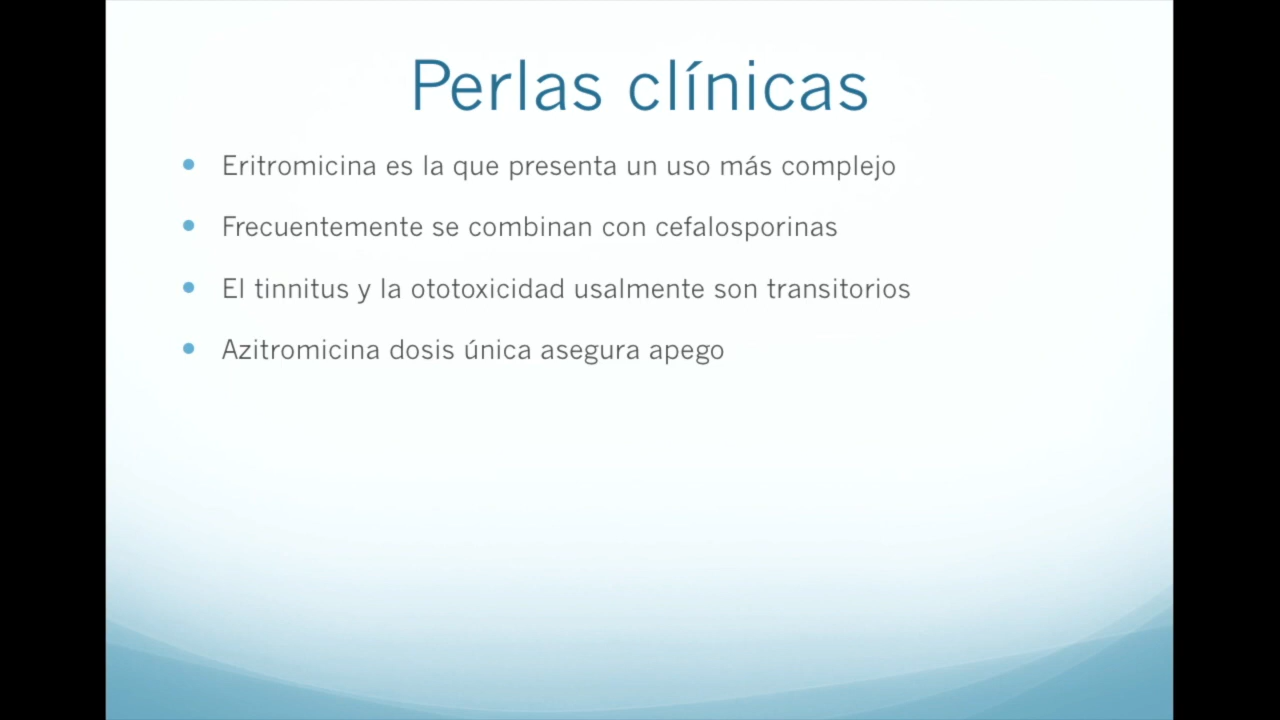 Perlas clínicas
• Eritromicina es la que presenta un uso más complejo
• Frecuentemente se combinan con cefalosporinas
• El tinnitus y la ototoxicidad usalmente son transitorios
• Azitromicina dosis única asegura apego